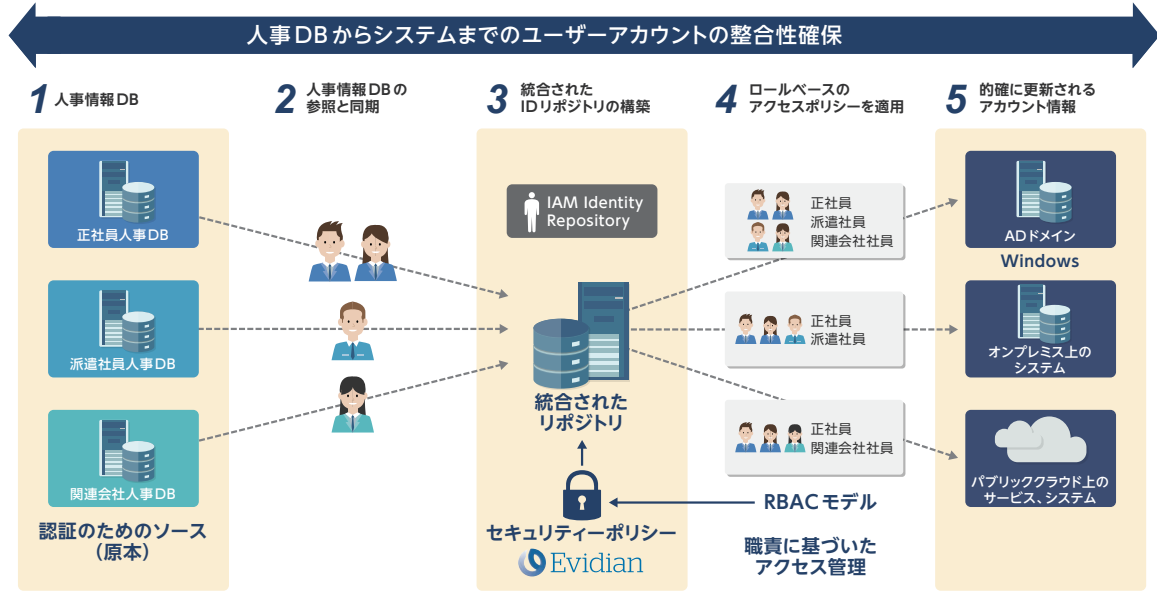 人事DBからシステムまでのユーザーアカウントの整合性確保
1 人事情報DB
2 人事情報DBの
参照と同期
3 統合された
IDリポジトリの構築
4 ロールベースの
アクセスポリシーを適用
5 的確に更新される
アカウント情報
正社員人事DB
派遣社員人事DB
関連会社人事DB
認証のためのソース
（原本）
IAM Identity
Repository
統合された
リポジトリ
セキュリティーポリシー
Evidian
正社員
派遣社員
関連会社社員
正社員
派遣社員
正社員
関連会社社員
RBACモデル
職責に基づいた
アクセス管理
ADドメイン
Windows
オンプレミス上の
システム
パブリッククラウド上の
サービス、システム